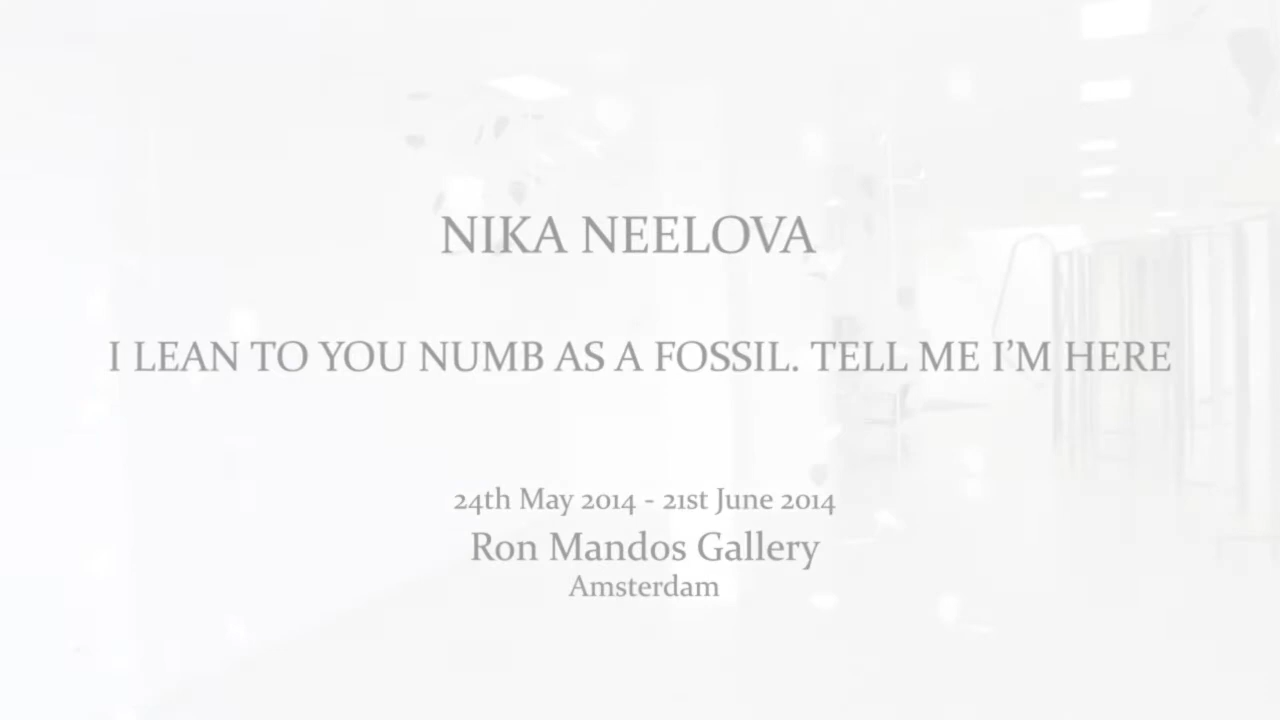 NIKA NEELOVA
I LEAN TO YOU NUMB AS A FOSSIL. TELL ME I’M HERE
24th May 2014 - 21st June 2014
Ron Mandos Gallery
Amsterdam